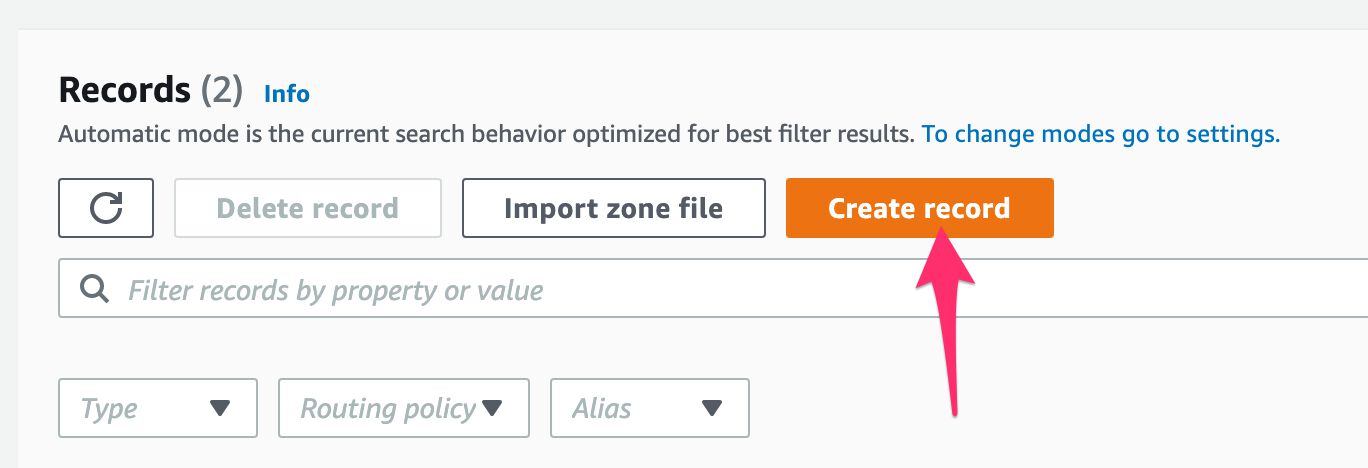 Records (2) Info
Automatic mode is the current search behavior optimized for best filter results. To change modes go to settings.
Delete record Import zone file Create record
Filter records by property or value
Type Routing policy Alias